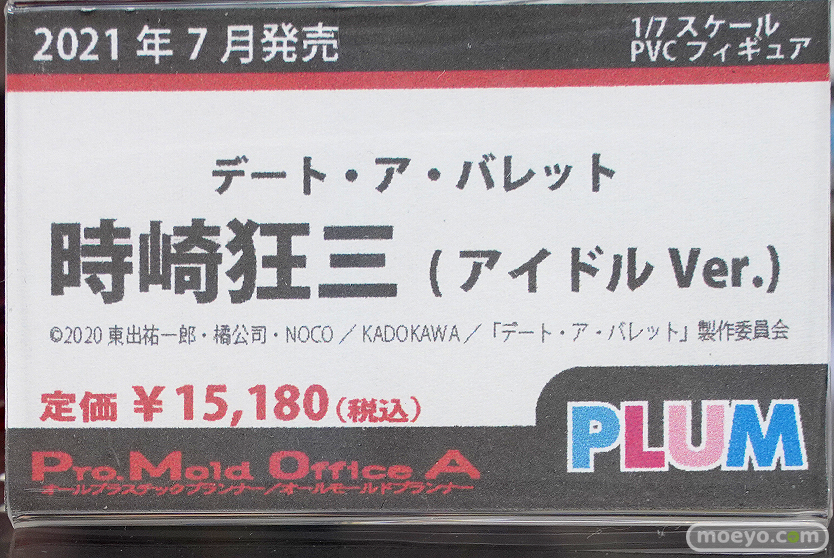 2021年7月発売
1/7スケール
PVCフィギュア
デート・ア・バレット
時崎狂三 (アイドルVer.)
©2020 東出祐一郎・橘公司・NOCO／KADOKAWA／「デート・ア・バレット」製作委員会
定価 ¥15,180(税込)
PLUM
Pro.Mold Office A
オールプラスチックプランナー／オールモールドプランナー
moeyo.com